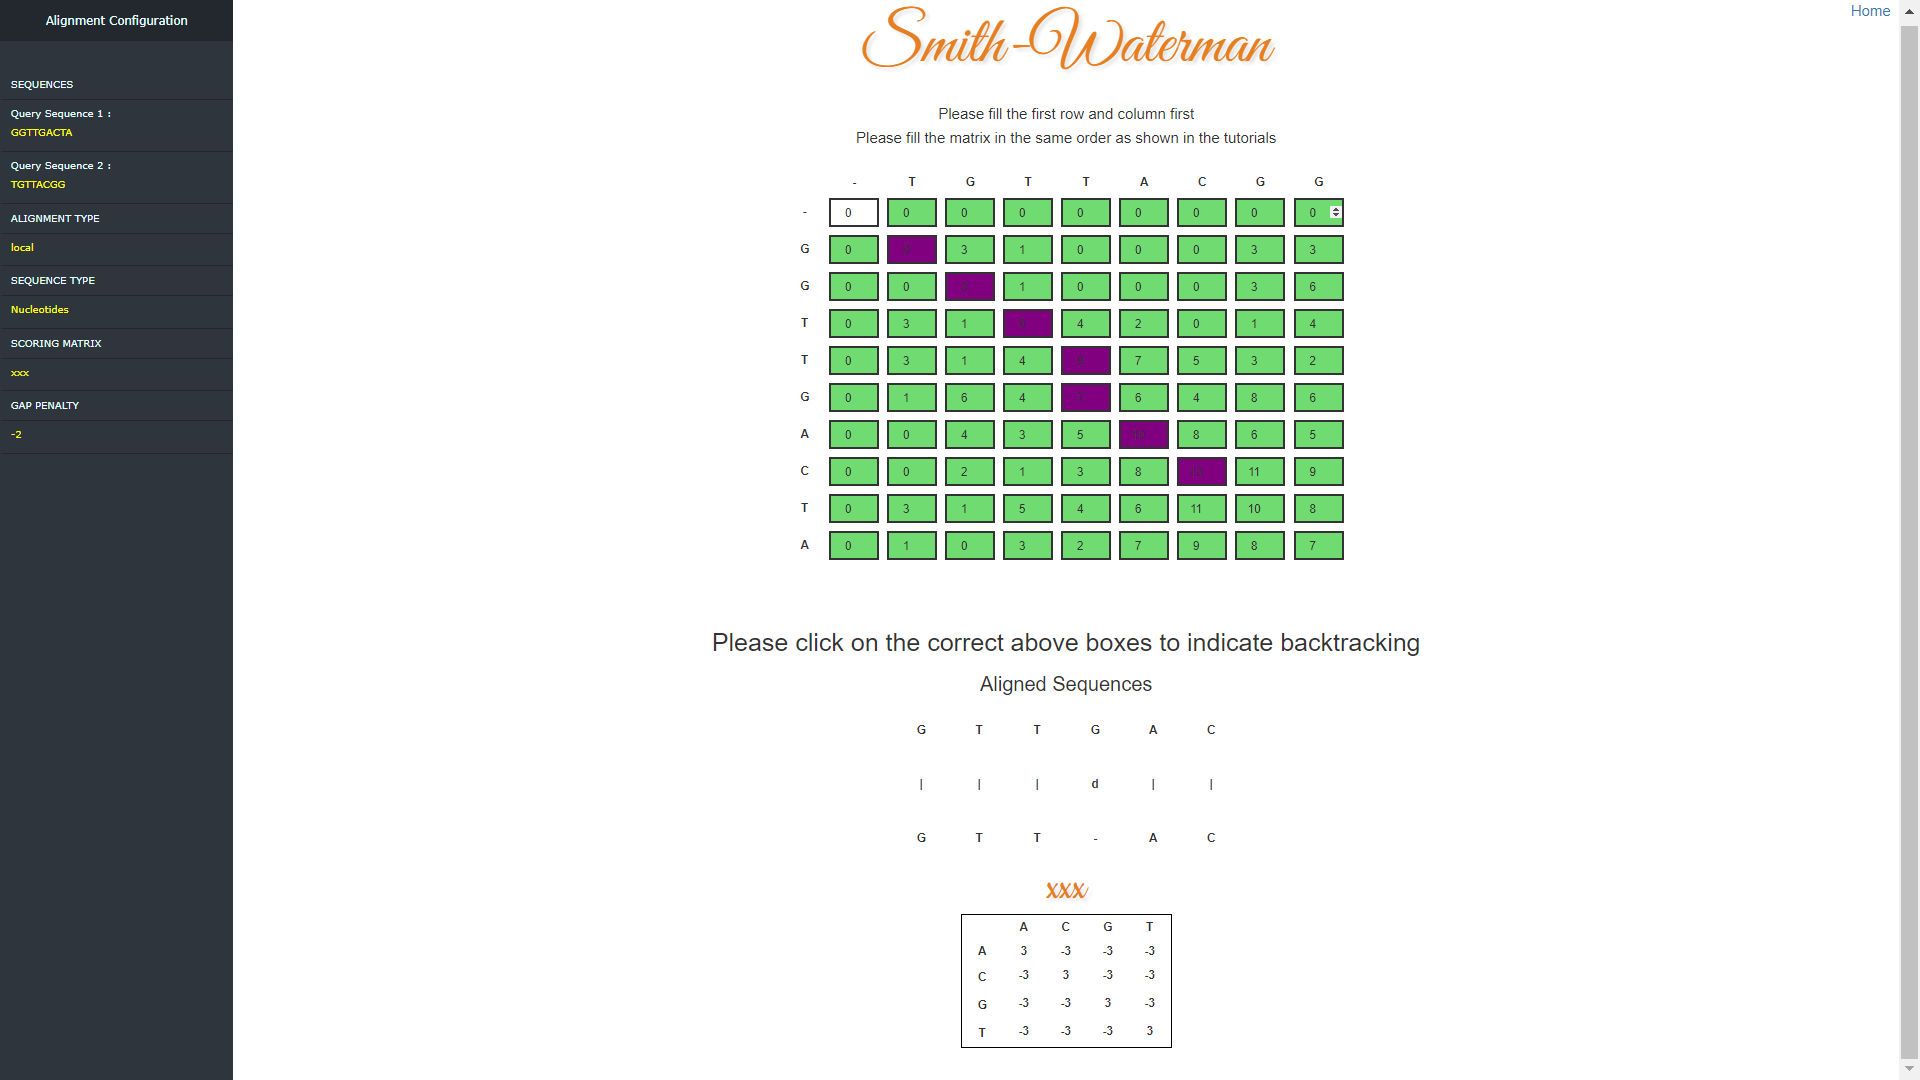 Alignment Configuration
SEQUENCES
Query Sequence 1 :
GGTTGACTA
Query Sequence 2 :
TGTTACGG
ALIGNMENT TYPE
local
SEQUENCE TYPE
Nucleotides
SCORING MATRIX
xxx
GAP PENALTY
-2
Home
Smith-Waterman
Please fill the first row and column first
Please fill the matrix in the same order as shown in the tutorials
- T G T T A C G G
- 0 0 0 0 0 0 0 0 0
G 0 3 1 0 0 0 3 3
G 0 0 1 0 0 0 3 6
T 0 3 1 4 2 0 1 4
T 0 3 1 4 7 5 3 2
G 0 1 6 4 6 4 8 6
A 0 0 4 3 5 10 8 6 5
C 0 0 2 1 3 8 11 9
T 0 3 1 5 4 6 11 10 8
A 0 1 0 3 2 7 9 8 7
Please click on the correct above boxes to indicate backtracking
Aligned Sequences
G T T G A C
| | | d | |
G T T - A C
xxx
A C G T
A 3 -3 -3 -3
C -3 3 -3 -3
G -3 -3 3 -3
T -3 -3 -3 3